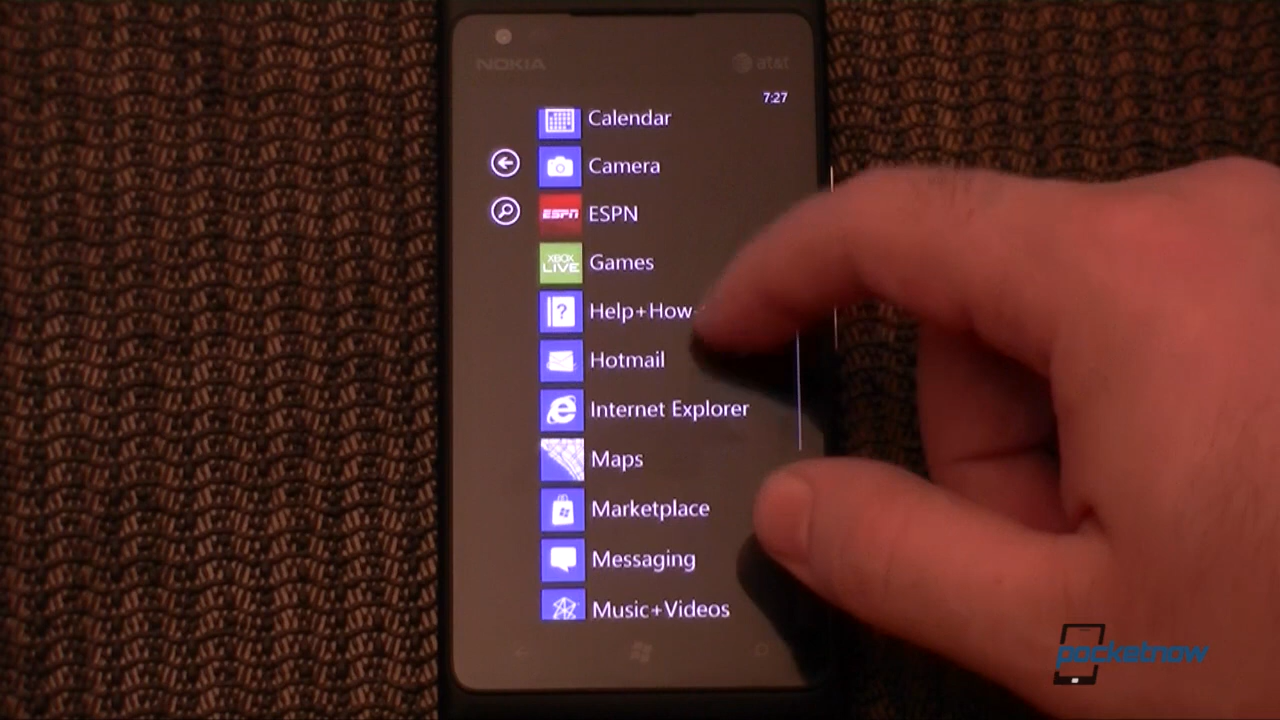 NOKIA
at&t
7:27
Calendar
Camera
ESPN
ESPN
XBOX
LIVE
Games
?
Help+How-
Hotmail
Internet Explorer
Maps
Marketplace
Messaging
Music+Videos
pocketnow